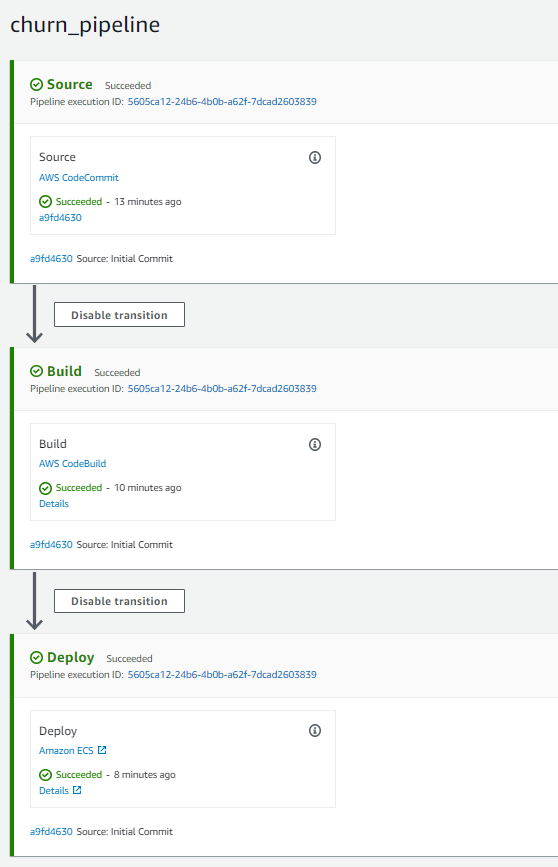 churn_pipeline
Source Succeeded
Pipeline execution ID: 5605ca12-24b6-4b0b-a62f-7dcad2603839
Source
AWS CodeCommit
Succeeded - 13 minutes ago
a9fd4630
a9fd4630 Source: Initial Commit
Disable transition
Build Succeeded
Pipeline execution ID: 5605ca12-24b6-4b0b-a62f-7dcad2603839
Build
AWS CodeBuild
Succeeded - 10 minutes ago
Details
a9fd4630 Source: Initial Commit
Disable transition
Deploy Succeeded
Pipeline execution ID: 5605ca12-24b6-4b0b-a62f-7dcad2603839
Deploy
Amazon ECS
Succeeded - 8 minutes ago
Details
a9fd4630 Source: Initial Commit